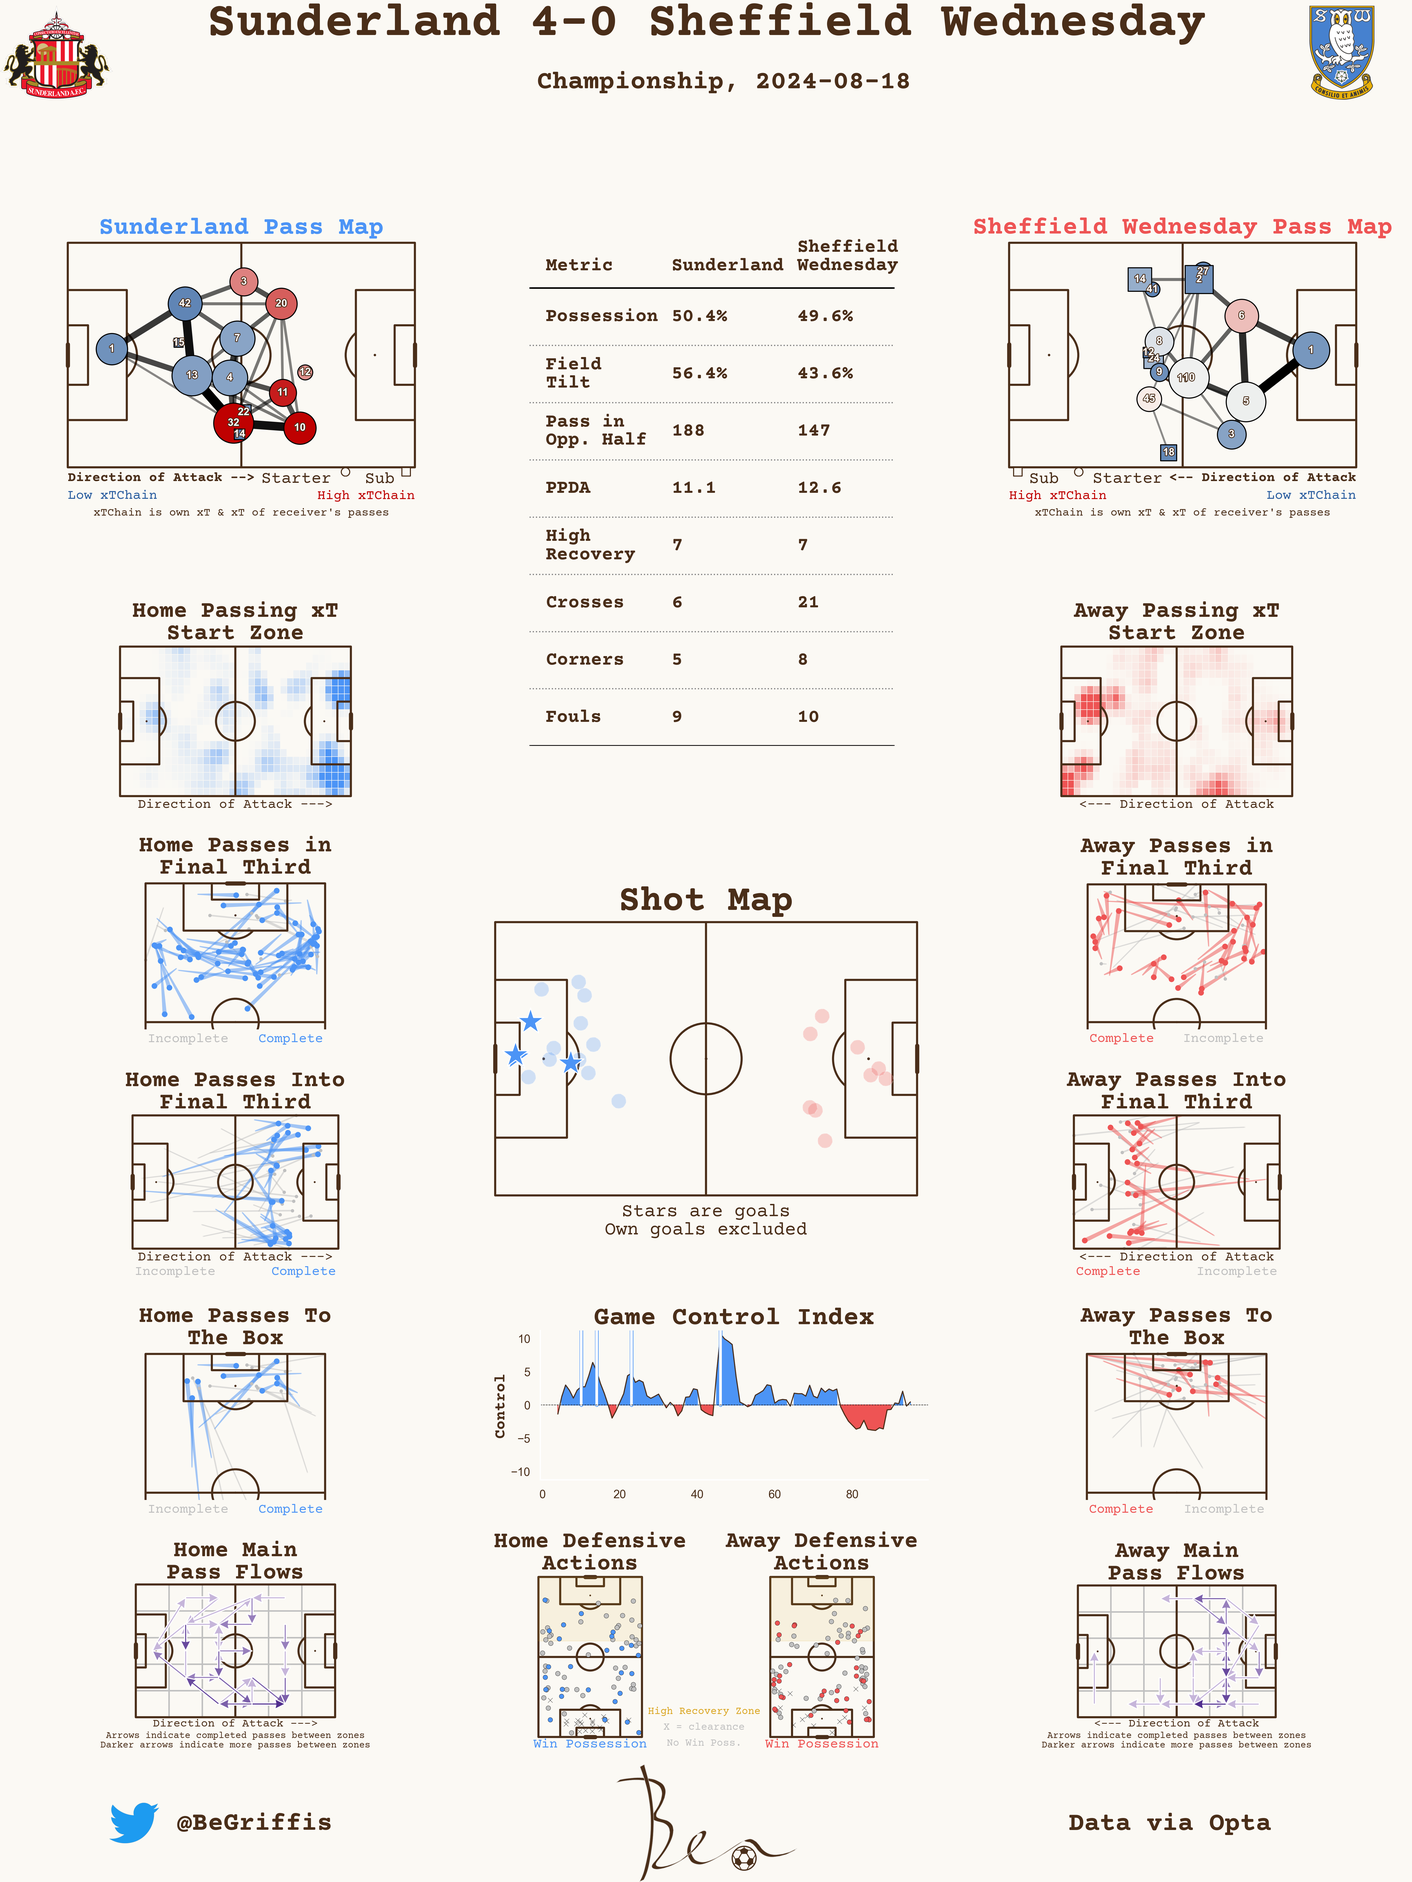 Sunderland 4-0 Sheffield Wednesday
Championship, 2024-08-18
SUNDERLAND A.F.C.
SW
CONSILIO ET ANIMIS
Sunderland Pass Map
3
42
20
7
15
1
13
4
12
11
22
32
14
10
Direction of Attack --> Starter Sub
Low xTChain High xTChain
xTChain is own xT & xT of receiver's passes
Metric Sunderland Sheffield Wednesday
Possession 50.4% 49.6%
Field Tilt 56.4% 43.6%
Pass in Opp. Half 188 147
PPDA 11.1 12.6
High Recovery 7 7
Crosses 6 21
Corners 5 8
Fouls 9 10
Sheffield Wednesday Pass Map
14
41
27
2
6
8
12
24
1
9
110
45
5
3
18
Sub Starter <-- Direction of Attack
High xTChain Low xTChain
xTChain is own xT & xT of receiver's passes
Home Passing xT
Start Zone
Direction of Attack --->
Away Passing xT
Start Zone
<--- Direction of Attack
Home Passes in
Final Third
Incomplete Complete
Away Passes in
Final Third
Complete Incomplete
Shot Map
Stars are goals
Own goals excluded
Home Passes Into
Final Third
Direction of Attack --->
Incomplete Complete
Away Passes Into
Final Third
<--- Direction of Attack
Complete Incomplete
Home Passes To
The Box
Incomplete Complete
Game Control Index
Control
10
5
0
−5
−10
0 20 40 60 80
Away Passes To
The Box
Complete Incomplete
Home Main
Pass Flows
Direction of Attack --->
Arrows indicate completed passes between zones
Darker arrows indicate more passes between zones
Home Defensive
Actions
Win Possession
High Recovery Zone
X = clearance
No Win Poss.
Away Defensive
Actions
Win Possession
Away Main
Pass Flows
<--- Direction of Attack
Arrows indicate completed passes between zones
Darker arrows indicate more passes between zones
@BeGriffis
Ben
Data via Opta